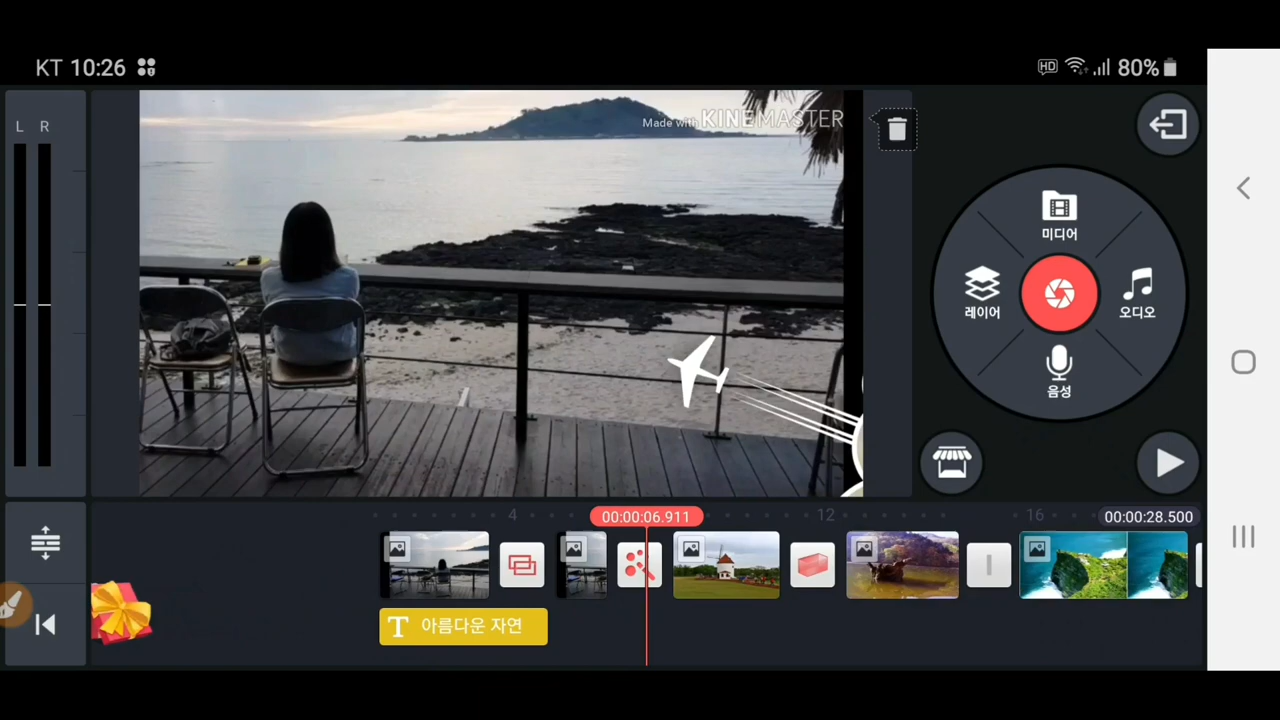 KT 10:26
HD
80%
L R
Made with KINEMASTER
미디어
레이어
오디오
음성
4
00:00:06.911
12
16
00:00:28.500
T 아름다운 자연